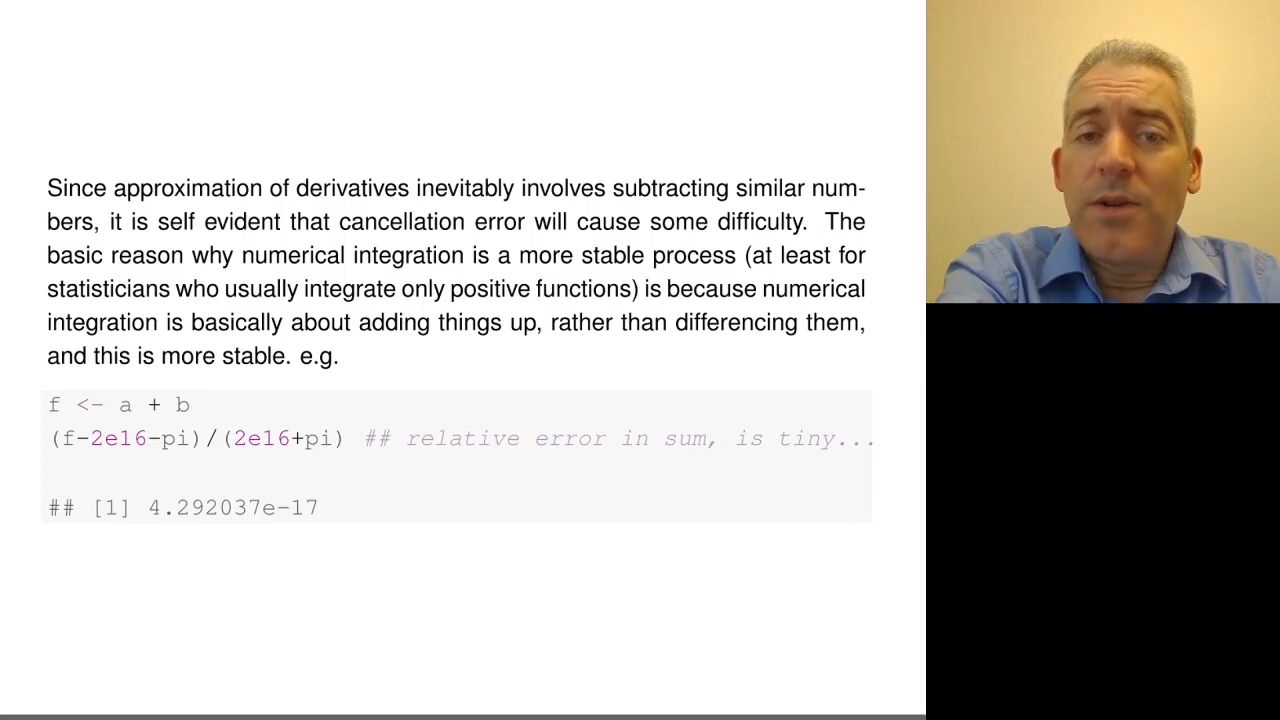 Since approximation of derivatives inevitably involves subtracting similar num-
bers, it is self evident that cancellation error will cause some difficulty. The
basic reason why numerical integration is a more stable process (at least for
statisticians who usually integrate only positive functions) is because numerical
integration is basically about adding things up, rather than differencing them,
and this is more stable. e.g.
f <- a + b
(f-2e16-pi)/(2e16+pi) ## relative error in sum, is tiny...
## [1] 4.292037e-17